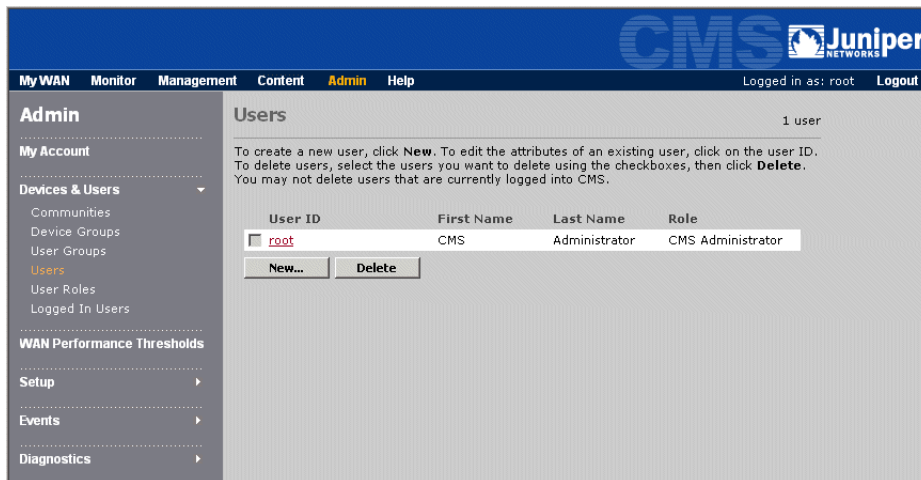 CMS
Juniper
NETWORKS
My WAN Monitor Management Content Admin Help Logged in as: root Logout
Admin
My Account
Devices & Users
Communities
Device Groups
User Groups
Users
User Roles
Logged In Users
WAN Performance Thresholds
Setup
Events
Diagnostics
Users
1 user
To create a new user, click New. To edit the attributes of an existing user, click on the user ID.
To delete users, select the users you want to delete using the checkboxes, then click Delete.
You may not delete users that are currently logged into CMS.
User ID First Name Last Name Role
root CMS Administrator CMS Administrator
New... Delete